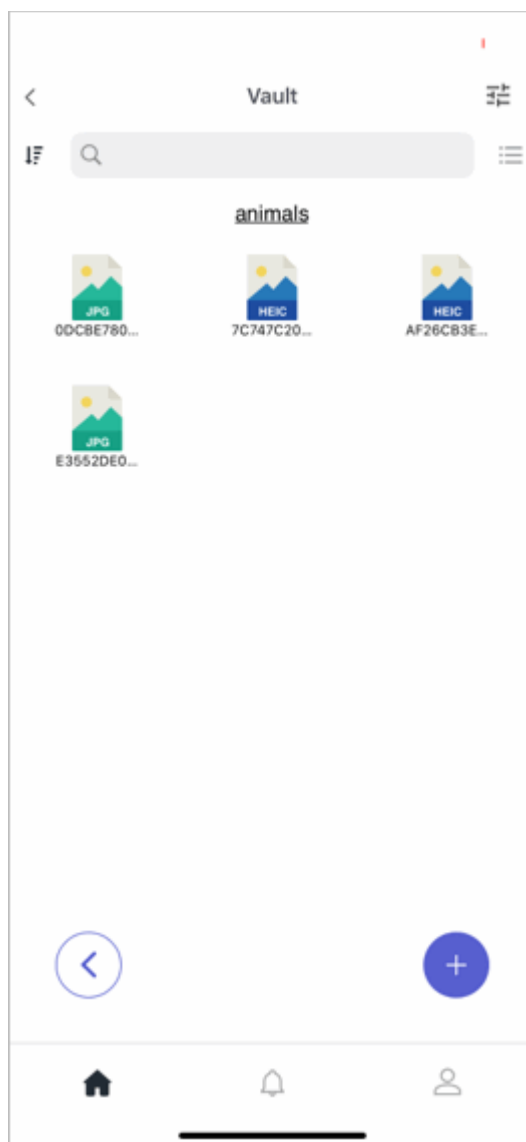 Vault
animals
JPG HEIC HEIC
0DCBE780... 7C747C20... AF26CB3E...
JPG
E3552DE0...